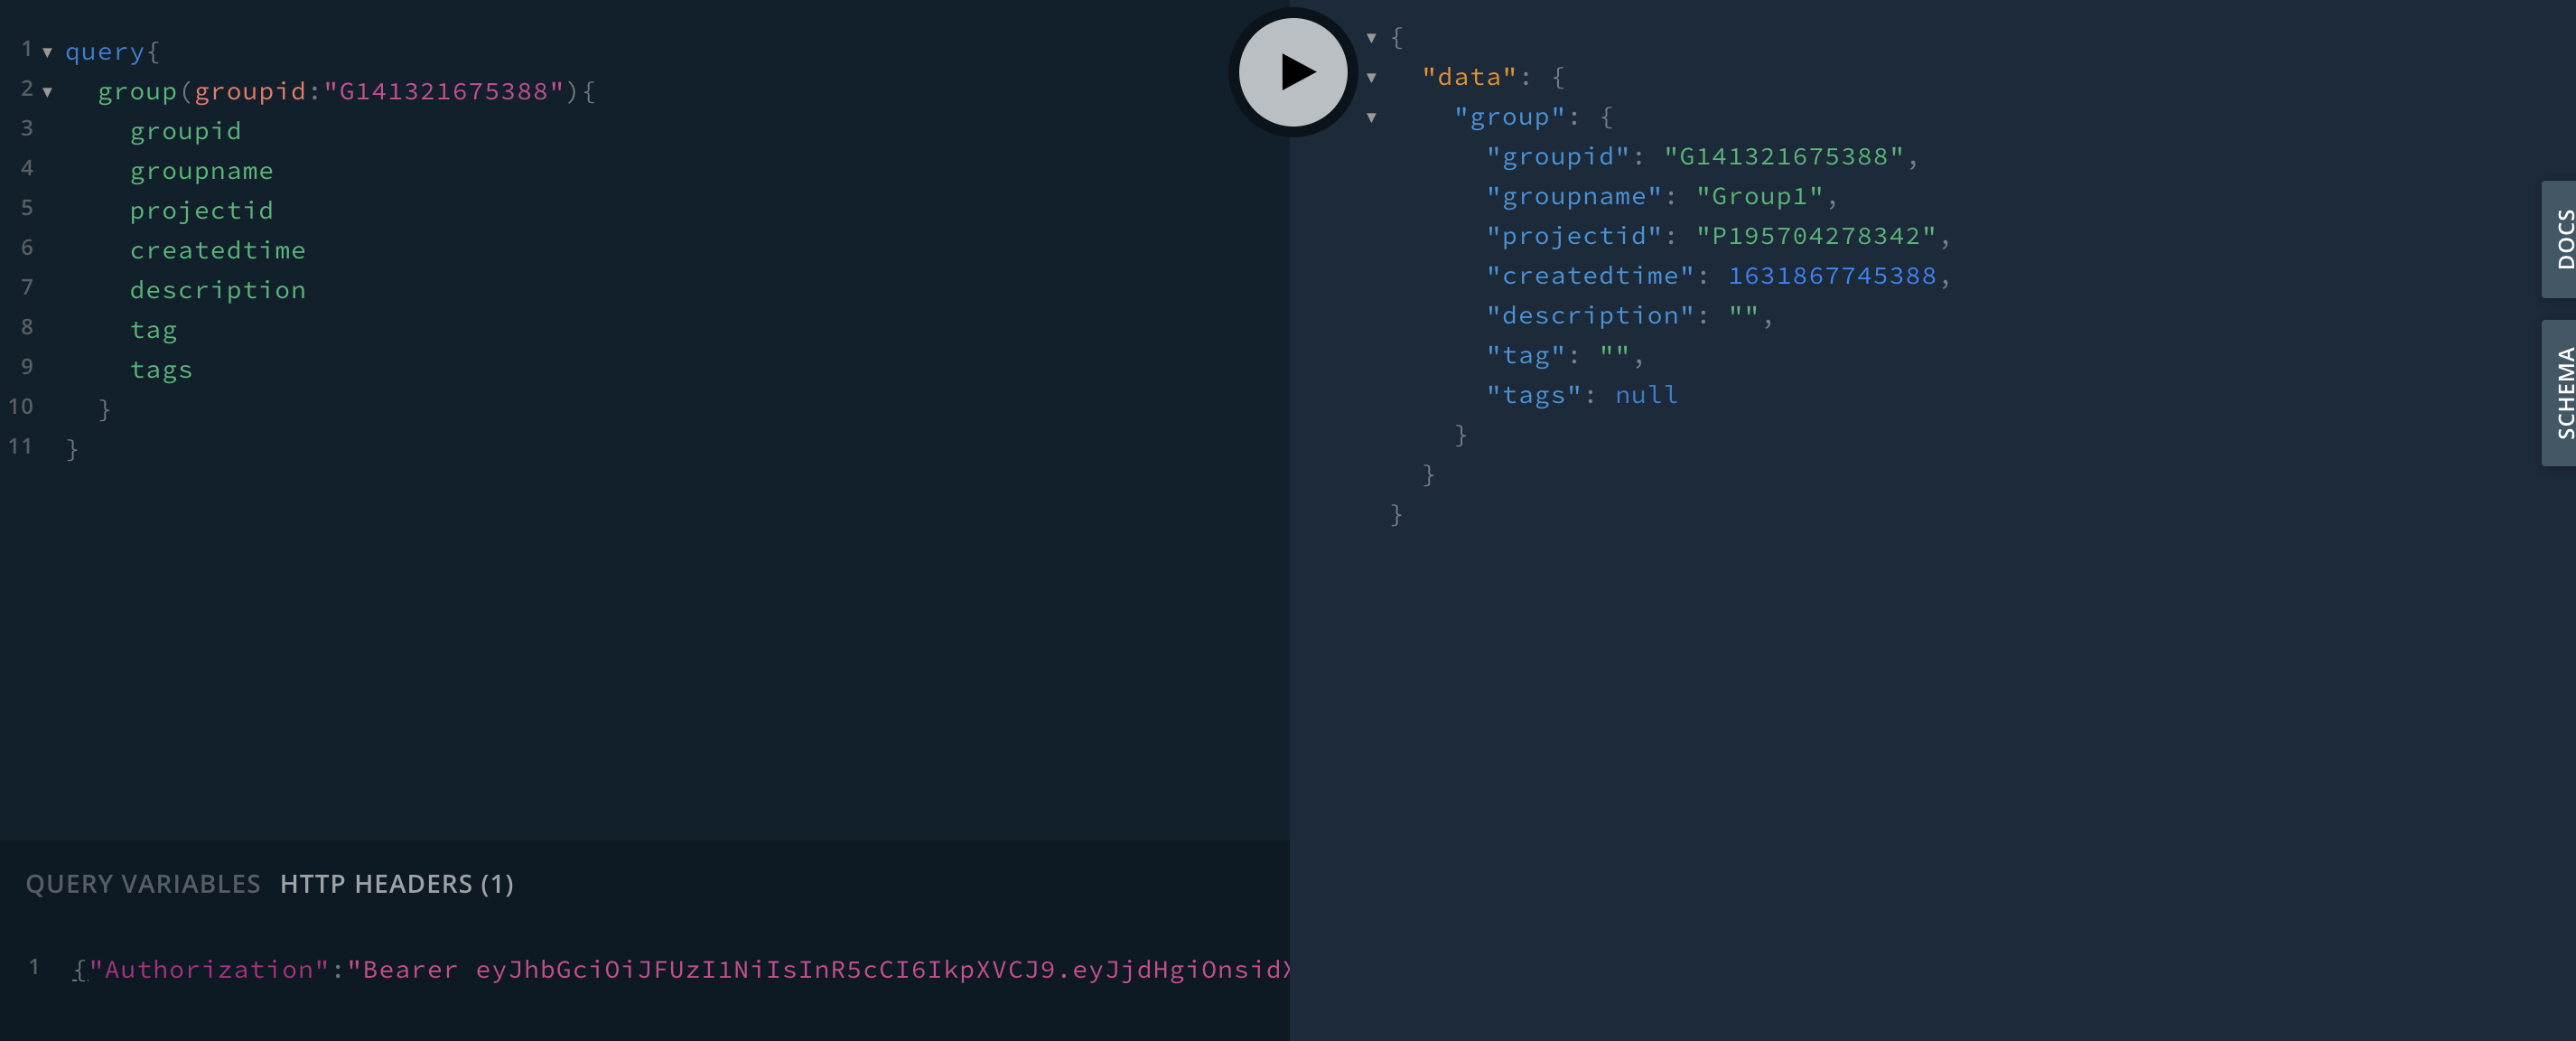 1 query{
2 group(groupid:"G141321675388"){
3 groupid
4 groupname
5 projectid
6 createdtime
7 description
8 tag
9 tags
10 }
11 }
QUERY VARIABLES HTTP HEADERS (1)
1 {"Authorization":"Bearer eyJhbGciOiJFUzI1NiIsInR5cCI6IkpXVCJ9.eyJjdHgiOnsidX
{
"data": {
"group": {
"groupid": "G141321675388",
"groupname": "Group1",
"projectid": "P195704278342",
"createdtime": 1631867745388,
"description": "",
"tag": "",
"tags": null
}
}
}
DOCS
SCHEMA